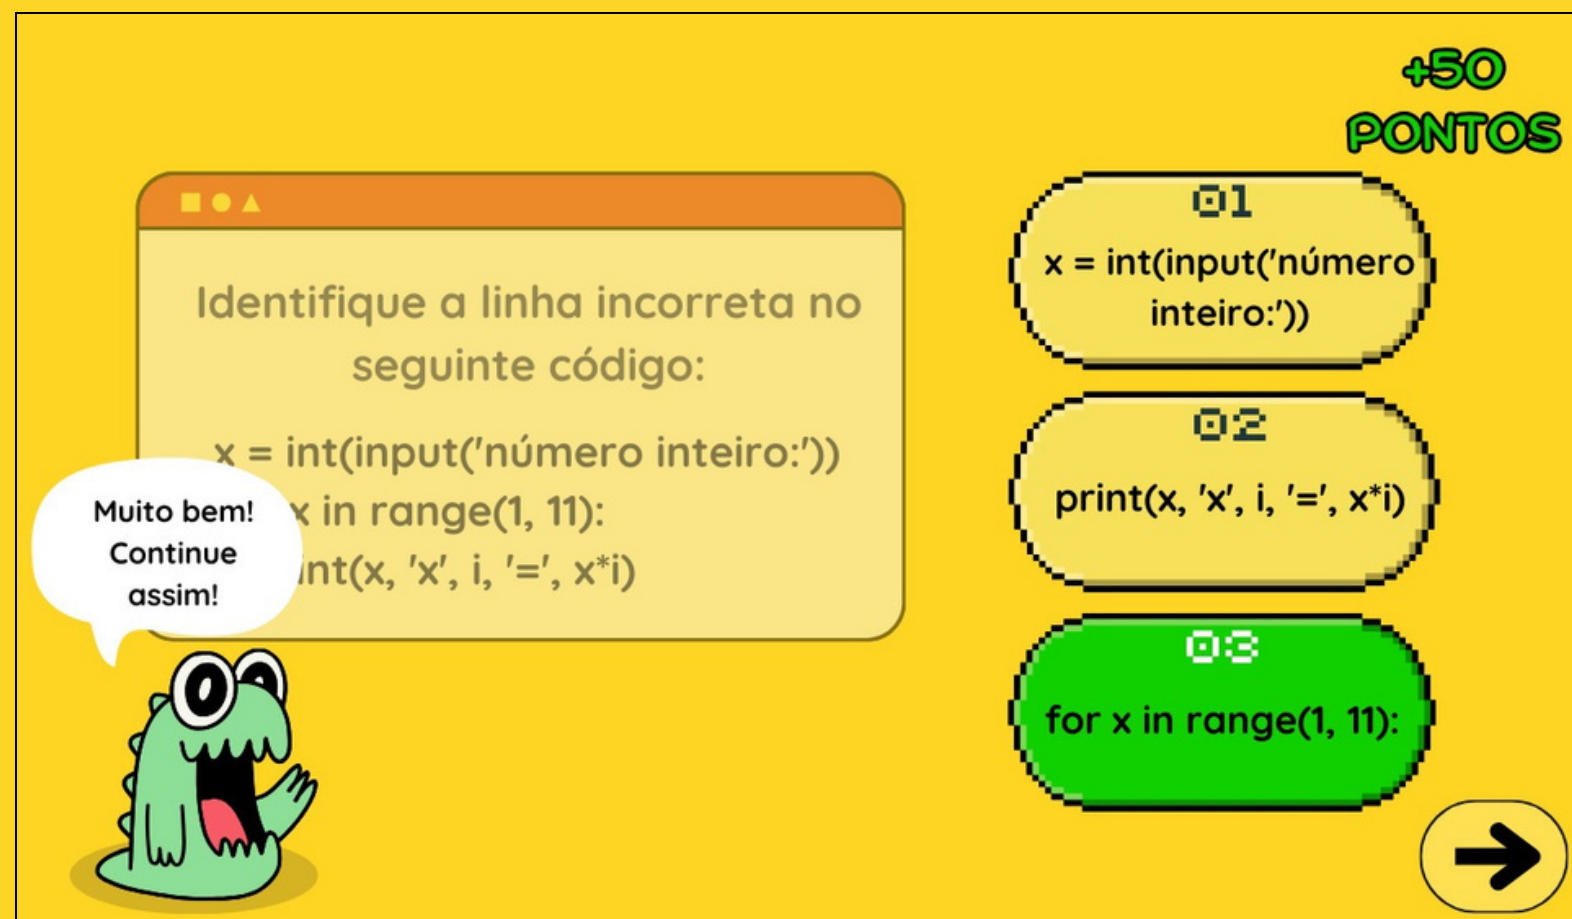 +50
PONTOS
Identifique a linha incorreta no
seguinte código:
x = int(input('número inteiro:'))
x in range(1, 11):
int(x, 'x', i, '=', x*i)
Muito bem!
Continue
assim!
01
x = int(input('número
inteiro:'))
02
print(x, 'x', i, '=', x*i)
03
for x in range(1, 11):